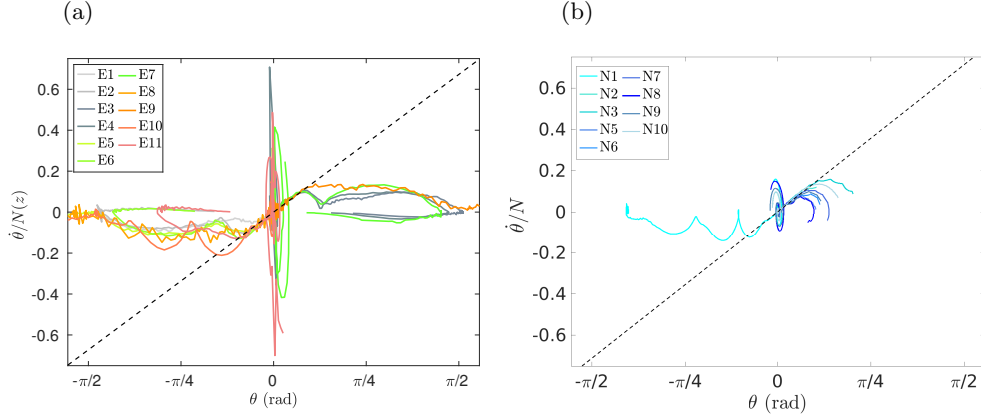 (a)
E1 E7
E2 E8
E3 E9
E4 E10
E5 E11
E6
0.6
0.4
0.2
0
-0.2
-0.4
-0.6
θ̇/N(z)
-π/2 -π/4 0 π/4 π/2
θ (rad)
(b)
N1 N7
N2 N8
N3 N9
N5 N10
N6
0.6
0.4
0.2
0
-0.2
-0.4
-0.6
θ̇/N
-π/2 -π/4 0 π/4 π/2
θ (rad)